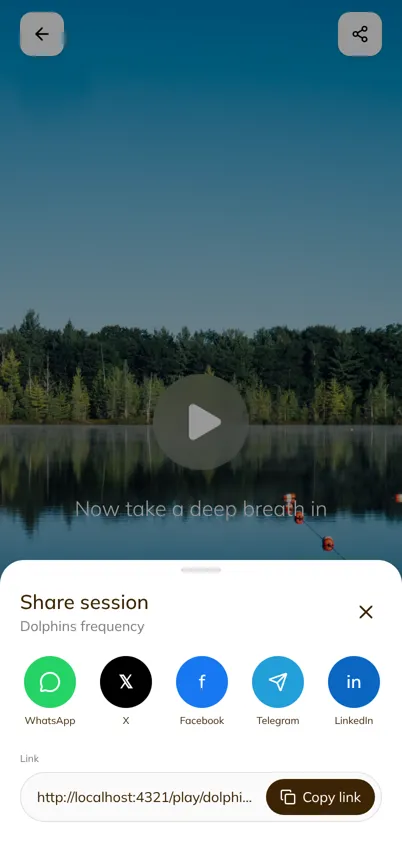 Now take a deep breath in
Share session
Dolphins frequency
WhatsApp
X
Facebook
Telegram
LinkedIn
Link
http://localhost:4321/play/dolphi...
Copy link